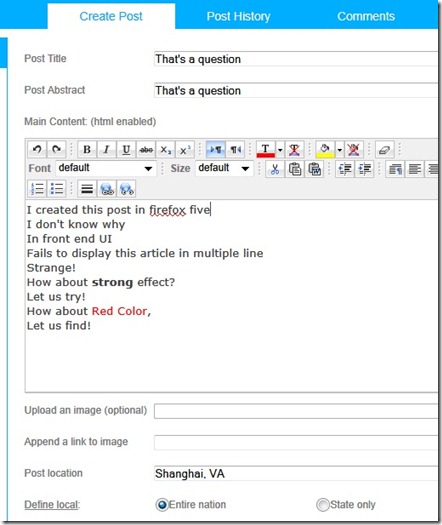 Create Post Post History Comments
Post Title That's a question
Post Abstract That's a question
Main Content: (html enabled)
B I U abc X₂ X² ¶ ¶ T
Font default Size default
I created this post in firefox five
I don't know why
In front end UI
Fails to display this article in multiple line
Strange!
How about strong effect?
Let us try!
How about Red Color,
Let us find!
Upload an image (optional)
Append a link to image
Post location Shanghai, VA
Define local: Entire nation State only